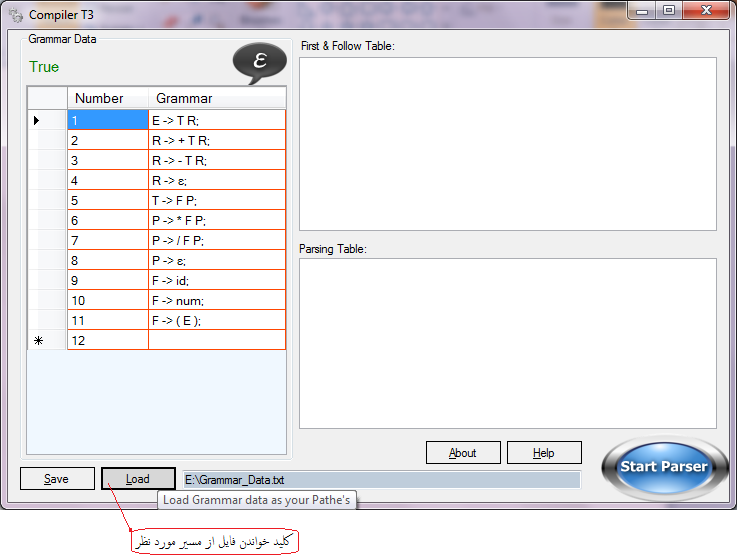 Compiler T3
Grammar Data
True
ε
Number Grammar
1 E -> T R;
2 R -> + T R;
3 R -> - T R;
4 R -> ε;
5 T -> F P;
6 P -> * F P;
7 P -> / F P;
8 P -> ε;
9 F -> id;
10 F -> num;
11 F -> ( E );
12
First & Follow Table:
Parsing Table:
About Help
Start Parser
Save Load E:\Grammar_Data.txt
Load Grammar data as your Pathe's
کلید خواندن فایل از مسیر مورد نظر